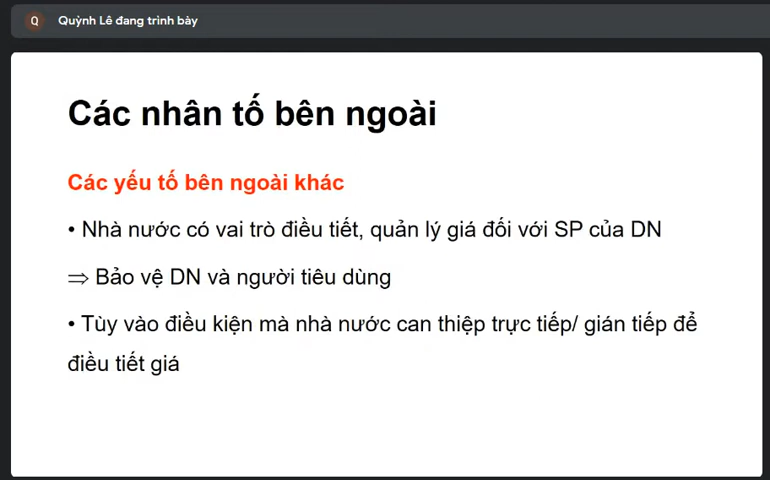 Q Quỳnh Lê đang trình bày
Các nhân tố bên ngoài
Các yếu tố bên ngoài khác
• Nhà nước có vai trò điều tiết, quản lý giá đối với SP của DN
⇒ Bảo vệ DN và người tiêu dùng
• Tùy vào điều kiện mà nhà nước can thiệp trực tiếp/ gián tiếp để
điều tiết giá